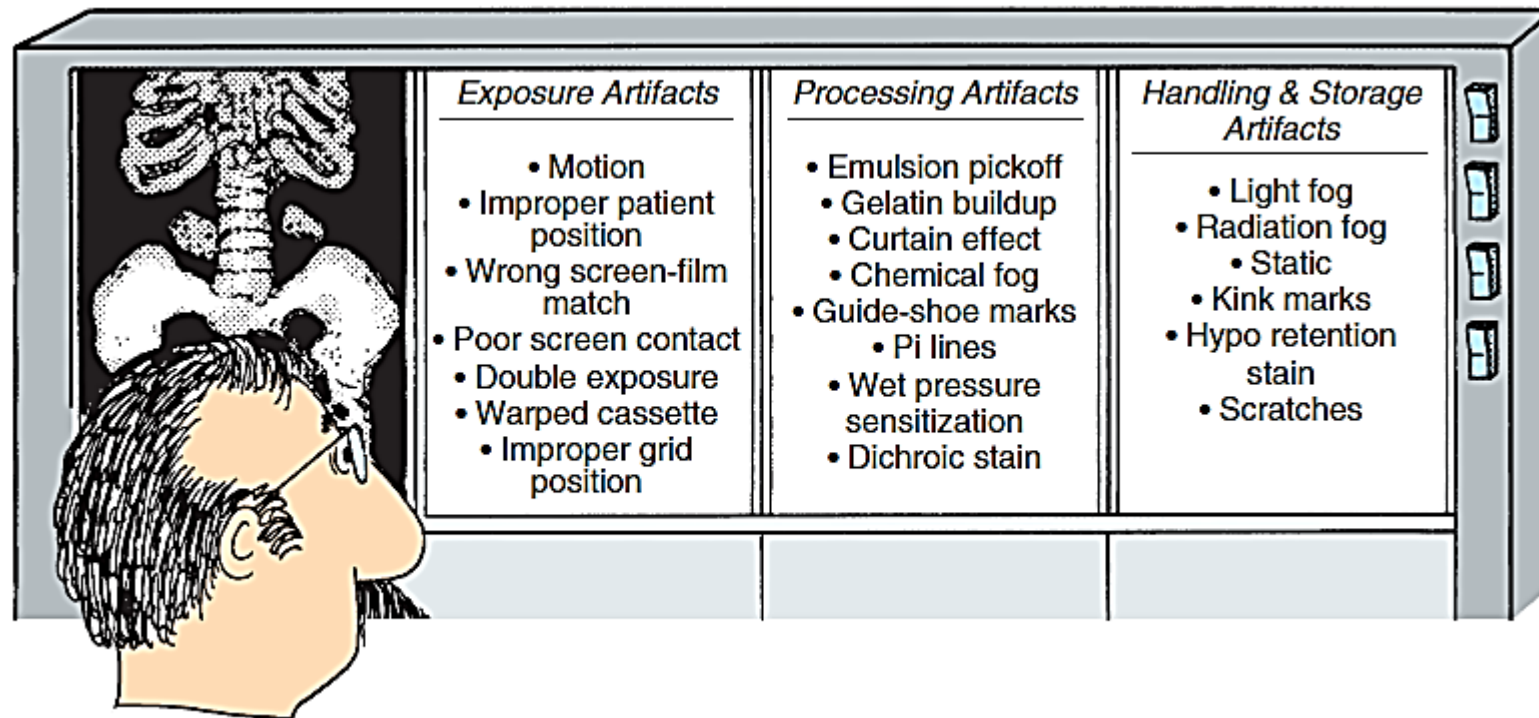 Exposure Artifacts
• Motion
• Improper patient
position
• Wrong screen-film
match
• Poor screen contact
• Double exposure
• Warped cassette
• Improper grid
position
Processing Artifacts
• Emulsion pickoff
• Gelatin buildup
• Curtain effect
• Chemical fog
• Guide-shoe marks
• Pi lines
• Wet pressure
sensitization
• Dichroic stain
Handling & Storage
Artifacts
• Light fog
• Radiation fog
• Static
• Kink marks
• Hypo retention
stain
• Scratches